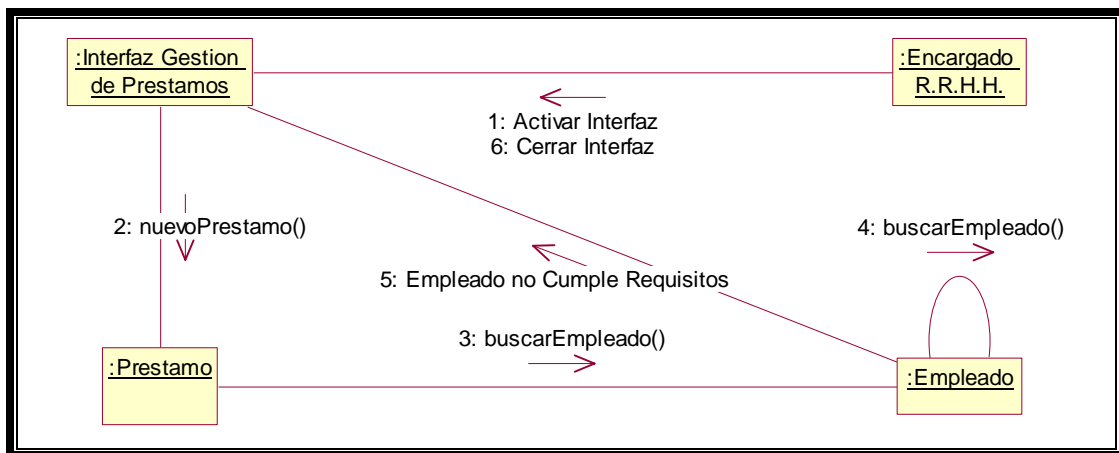 :Interfaz Gestion
de Prestamos
:Encargado
R.R.H.H.
1: Activar Interfaz
6: Cerrar Interfaz
2: nuevoPrestamo()
4: buscarEmpleado()
5: Empleado no Cumple Requisitos
3: buscarEmpleado()
:Prestamo
:Empleado